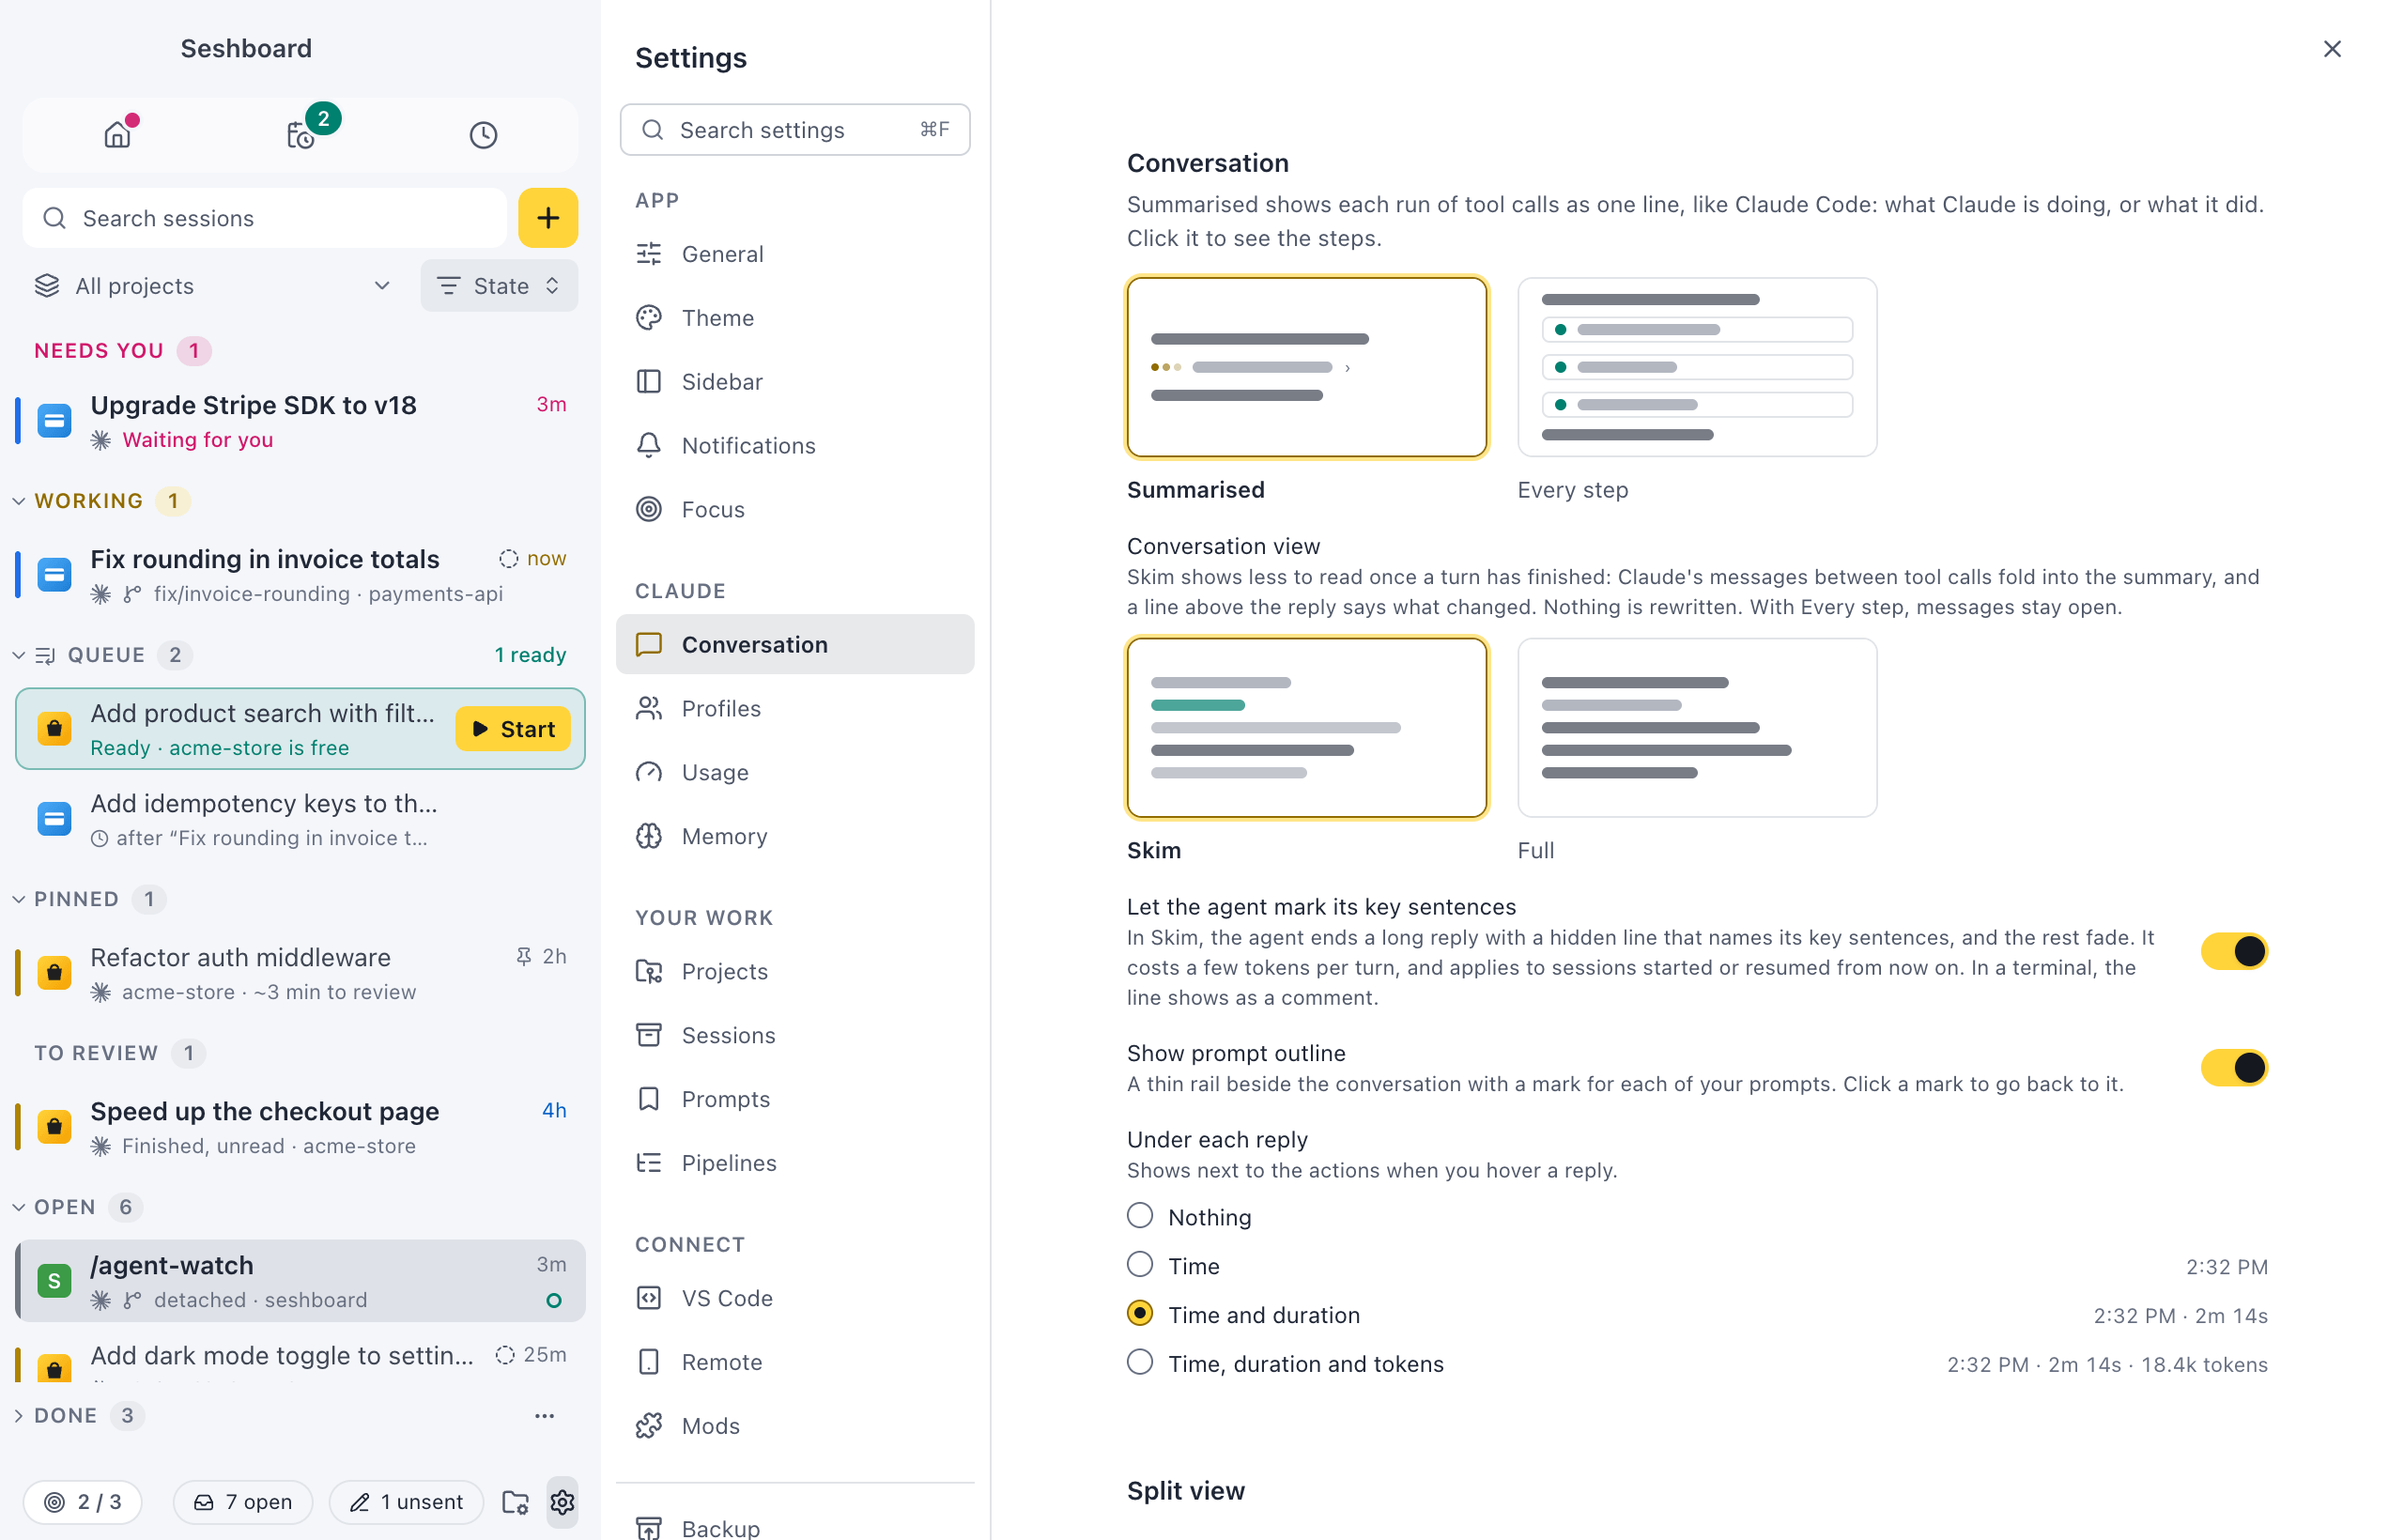 Seshboard
2
Search sessions
All projects
State
NEEDS YOU 1
Upgrade Stripe SDK to v18 3m
Waiting for you
WORKING 1
Fix rounding in invoice totals now
fix/invoice-rounding · payments-api
QUEUE 2 1 ready
Add product search with filt...
Ready · acme-store is free
Start
Add idempotency keys to th...
after “Fix rounding in invoice t...
PINNED 1
Refactor auth middleware 2h
acme-store · ~3 min to review
TO REVIEW 1
Speed up the checkout page 4h
Finished, unread · acme-store
OPEN 6
S
/agent-watch 3m
detached · seshboard
Add dark mode toggle to settin... 25m
DONE 3
2 / 3
7 open
1 unsent
Settings
Search settings ⌘F
APP
General
Theme
Sidebar
Notifications
Focus
CLAUDE
Conversation
Profiles
Usage
Memory
YOUR WORK
Projects
Sessions
Prompts
Pipelines
CONNECT
VS Code
Remote
Mods
Backup
Conversation
Summarised shows each run of tool calls as one line, like Claude Code: what Claude is doing, or what it did.
Click it to see the steps.
Summarised
Every step
Conversation view
Skim shows less to read once a turn has finished: Claude's messages between tool calls fold into the summary, and
a line above the reply says what changed. Nothing is rewritten. With Every step, messages stay open.
Skim
Full
Let the agent mark its key sentences
In Skim, the agent ends a long reply with a hidden line that names its key sentences, and the rest fade. It
costs a few tokens per turn, and applies to sessions started or resumed from now on. In a terminal, the
line shows as a comment.
Show prompt outline
A thin rail beside the conversation with a mark for each of your prompts. Click a mark to go back to it.
Under each reply
Shows next to the actions when you hover a reply.
Nothing
Time 2:32 PM
Time and duration 2:32 PM · 2m 14s
Time, duration and tokens 2:32 PM · 2m 14s · 18.4k tokens
Split view